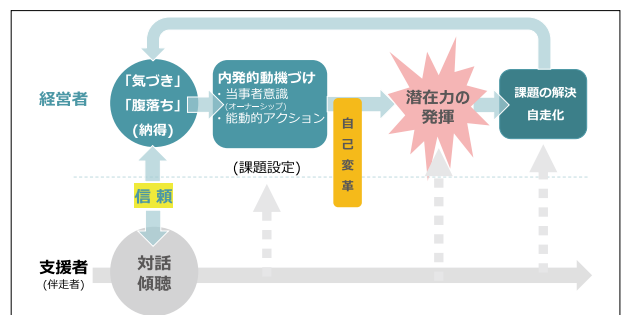 経営者
「気づき」
「腹落ち」
(納得)
内発的動機づけ
・当事者意識
(オーナーシップ)
・能動的アクション
(課題設定)
自己変革
潜在力の
発揮
課題の解決
自走化
信頼
支援者
(伴走者)
対話
傾聴